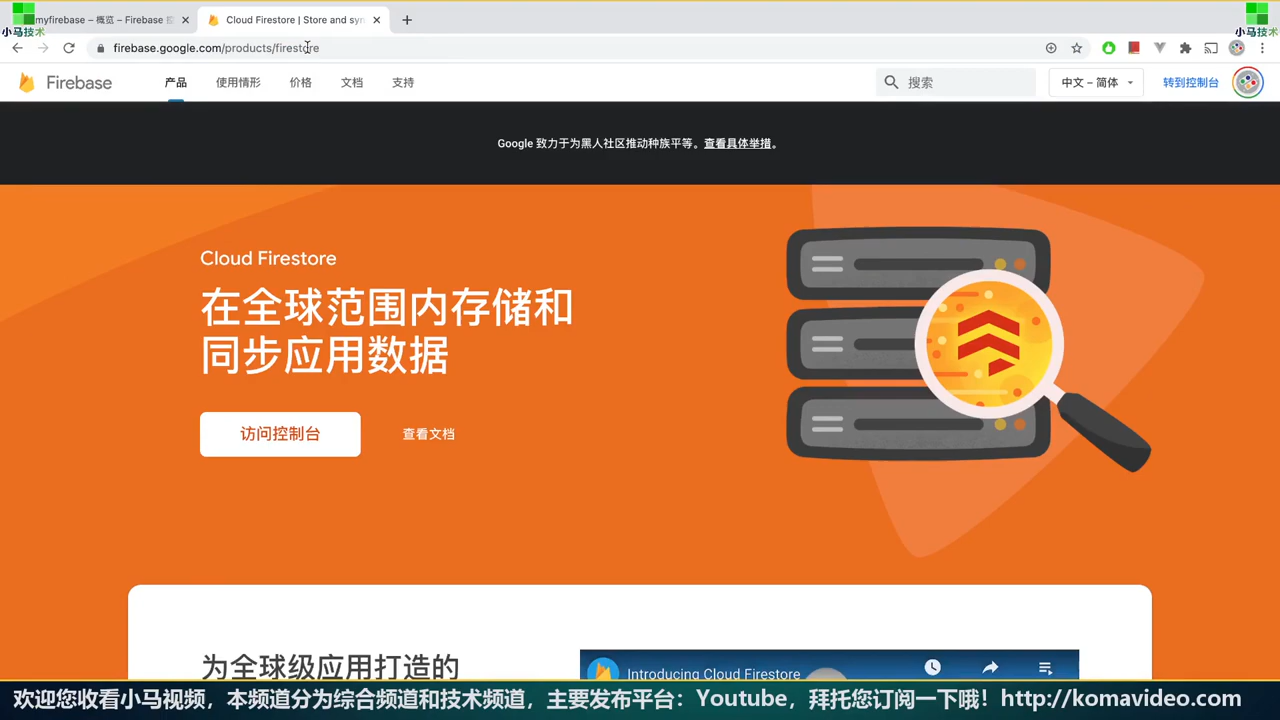 myfirebase – 概览 – Firebase 控
Cloud Firestore | Store and syn
小马技术
小马技术
firebase.google.com/products/firestore
Firebase
产品
使用情形
价格
文档
支持
搜索
中文 – 简体
转到控制台
Google 致力于为黑人社区推动种族平等。查看具体举措。
Cloud Firestore
在全球范围内存储和
同步应用数据
访问控制台
查看文档
为全球级应用打造的
Introducing Cloud Firestore
欢迎您收看小马视频，本频道分为综合频道和技术频道，主要发布平台：Youtube，拜托您订阅一下哦！http://komavideo.com